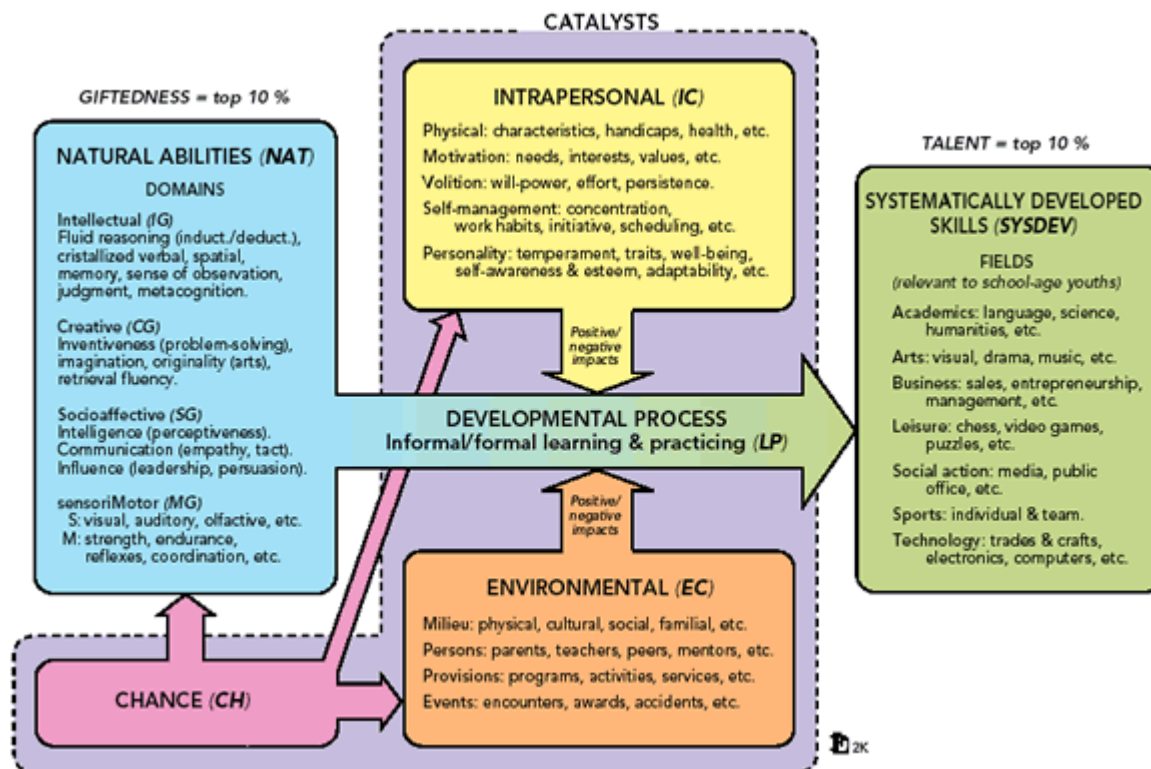 CATALYSTS
GIFTEDNESS = top 10 %
NATURAL ABILITIES (NAT)
DOMAINS
Intellectual (IG)
Fluid reasoning (induct./deduct.),
cristallized verbal, spatial,
memory, sense of observation,
judgment, metacognition.
Creative (CG)
Inventiveness (problem-solving),
imagination, originality (arts),
retrieval fluency.
Socioaffective (SG)
Intelligence (perceptiveness).
Communication (empathy, tact).
Influence (leadership, persuasion).
sensoriMotor (MG)
S: visual, auditory, olfactive, etc.
M: strength, endurance,
reflexes, coordination, etc.
INTRAPERSONAL (IC)
Physical: characteristics, handicaps, health, etc.
Motivation: needs, interests, values, etc.
Volition: will-power, effort, persistence.
Self-management: concentration,
work habits, initiative, scheduling, etc.
Personality: temperament, traits, well-being,
self-awareness & esteem, adaptability, etc.
Positive/
negative
impacts
DEVELOPMENTAL PROCESS
Informal/formal learning & practicing (LP)
Positive/
negative
impacts
ENVIRONMENTAL (EC)
Milieu: physical, cultural, social, familial, etc.
Persons: parents, teachers, peers, mentors, etc.
Provisions: programs, activities, services, etc.
Events: encounters, awards, accidents, etc.
CHANCE (CH)
TALENT = top 10 %
SYSTEMATICALLY DEVELOPED
SKILLS (SYSDEV)
FIELDS
(relevant to school-age youths)
Academics: language, science,
humanities, etc.
Arts: visual, drama, music, etc.
Business: sales, entrepreneurship,
management, etc.
Leisure: chess, video games,
puzzles, etc.
Social action: media, public
office, etc.
Sports: individual & team.
Technology: trades & crafts,
electronics, computers, etc.
2K